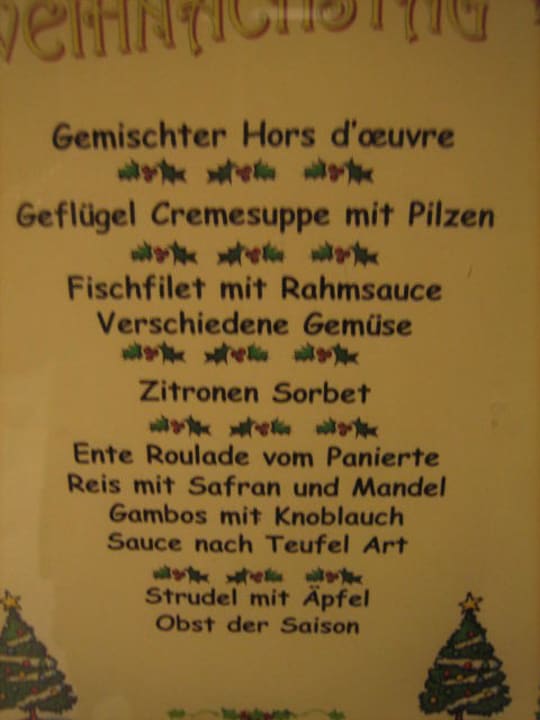 WEIHNACHSTAG
Gemischter Hors d'œuvre
Geflügel Cremesuppe mit Pilzen
Fischfilet mit Rahmsauce
Verschiedene Gemüse
Zitronen Sorbet
Ente Roulade vom Panierte
Reis mit Safran und Mandel
Gambos mit Knoblauch
Sauce nach Teufel Art
Strudel mit Äpfel
Obst der Saison